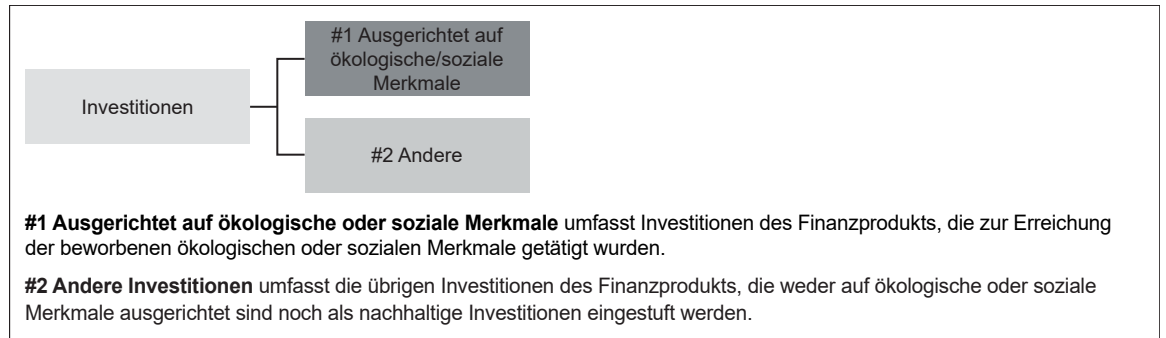 #1 Ausgerichtet auf
ökologische/soziale
Merkmale
Investitionen
#2 Andere
#1 Ausgerichtet auf ökologische oder soziale Merkmale umfasst Investitionen des Finanzprodukts, die zur Erreichung
der beworbenen ökologischen oder sozialen Merkmale getätigt wurden.
#2 Andere Investitionen umfasst die übrigen Investitionen des Finanzprodukts, die weder auf ökologische oder soziale
Merkmale ausgerichtet sind noch als nachhaltige Investitionen eingestuft werden.